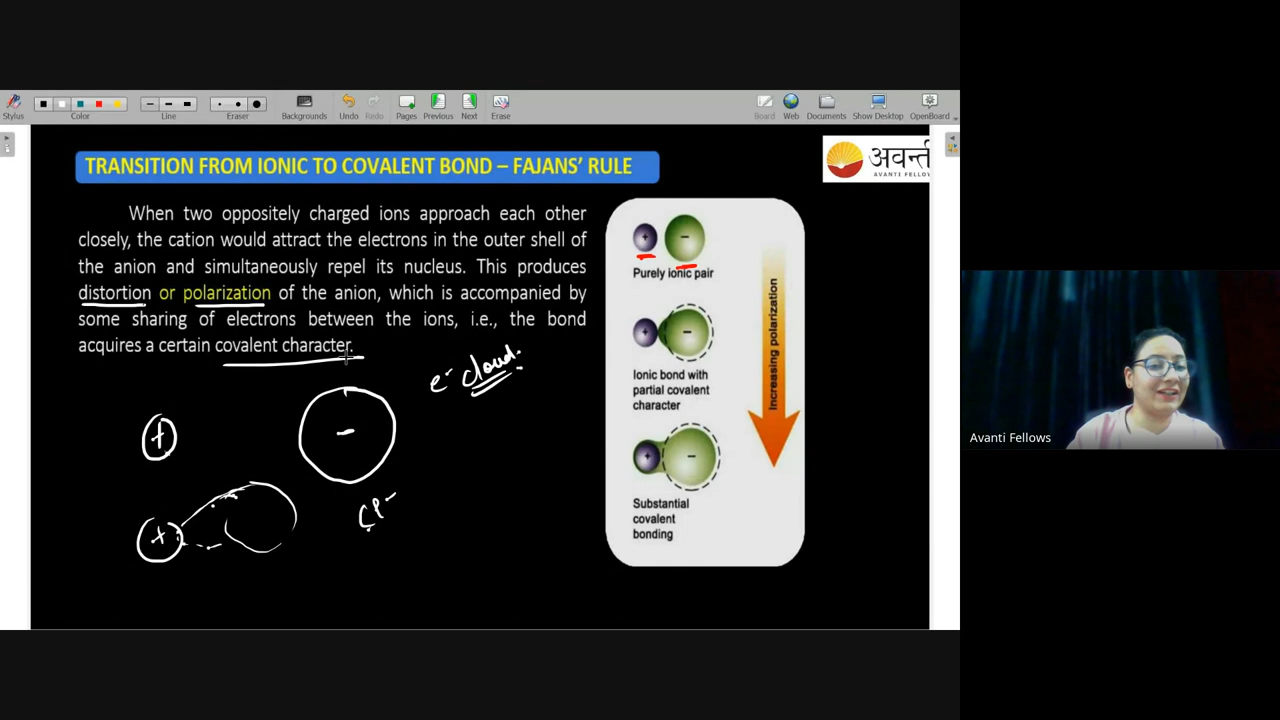 Stylus
Color
Line
Eraser
Backgrounds
Undo
Redo
Pages
Previous
Next
Erase
Board
Web
Documents
Show Desktop
OpenBoard
TRANSITION FROM IONIC TO COVALENT BOND – FAJANS' RULE
अवन्ती
AVANTI FELLOW
When two oppositely charged ions approach each other
closely, the cation would attract the electrons in the outer shell of
the anion and simultaneously repel its nucleus. This produces
distortion or polarization of the anion, which is accompanied by
some sharing of electrons between the ions, i.e., the bond
acquires a certain covalent character.
e⁻ cloud:
+
-
+
+ -
Purely ionic pair
+ -
Ionic bond with
partial covalent
character
+ -
Substantial
covalent
bonding
Increasing polarization
Avanti Fellows